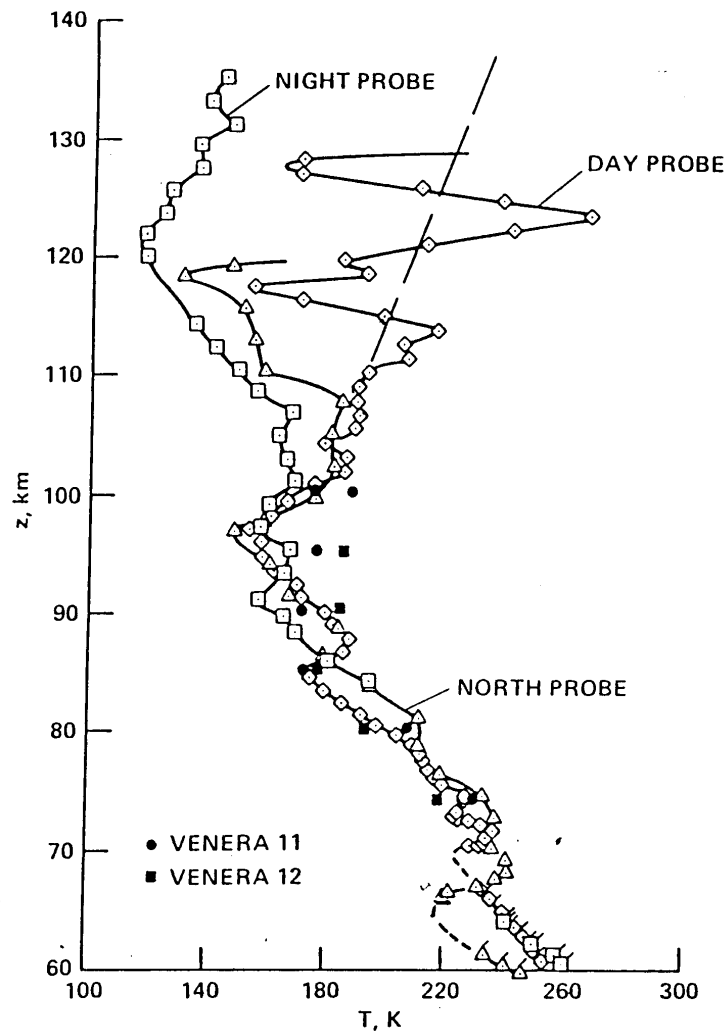 140
NIGHT PROBE
130
DAY PROBE
120
110
z, km
100
90
NORTH PROBE
80
● VENERA 11
70
■ VENERA 12
60
100 140 180 220 260 300
T, K